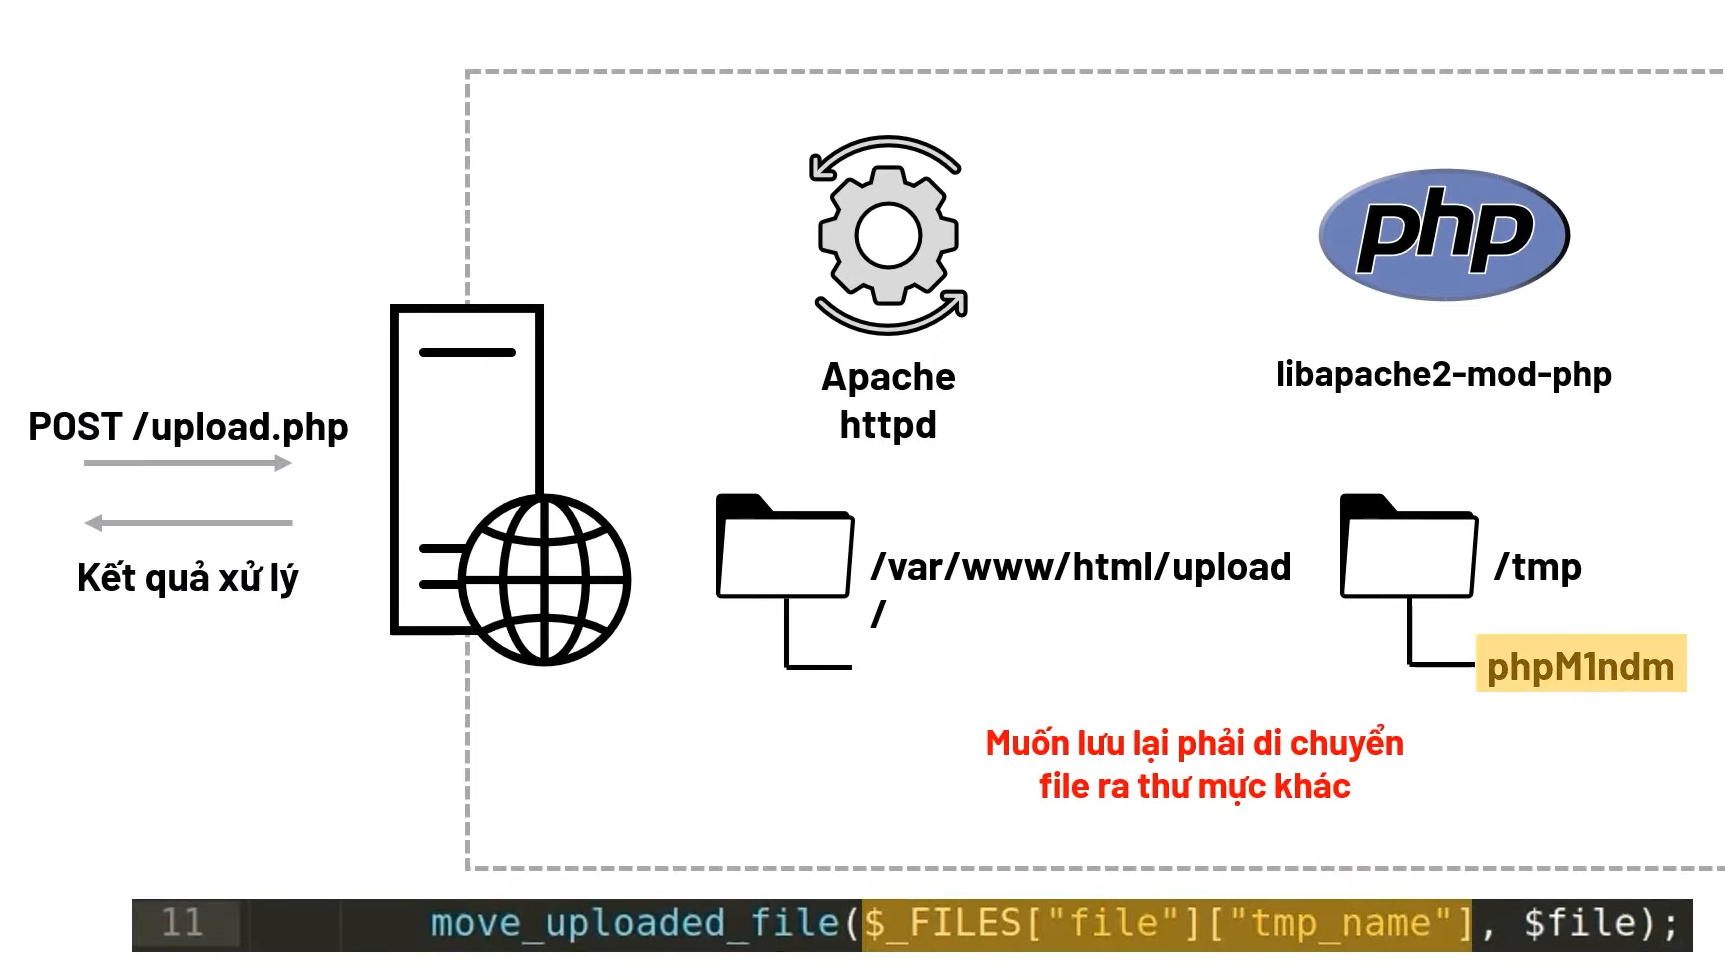 php
Apache
httpd
libapache2-mod-php
POST /upload.php
Kết quả xử lý
/var/www/html/upload
/
/tmp
phpM1ndm
Muốn lưu lại phải di chuyển
file ra thư mực khác
11 move_uploaded_file($_FILES["file"]["tmp_name"], $file);